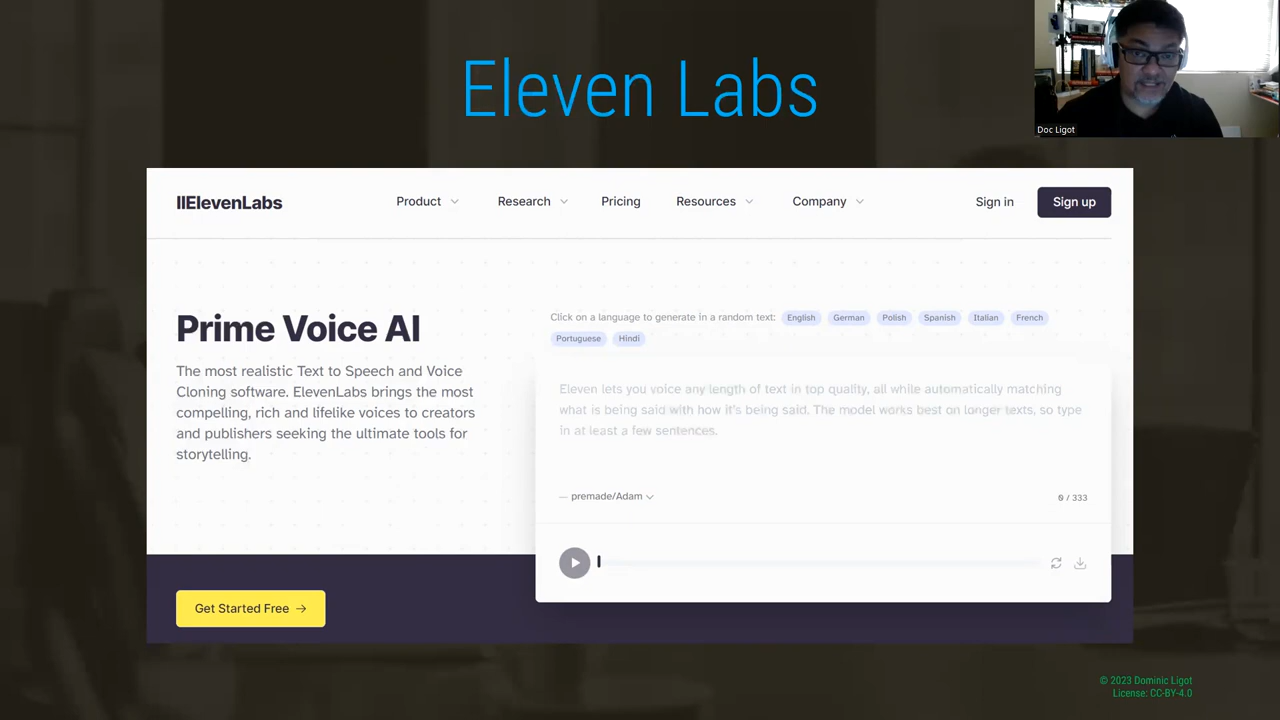 Eleven Labs
Doc Ligot
IIElevenLabs
Product
Research
Pricing
Resources
Company
Sign in
Sign up
Prime Voice AI
The most realistic Text to Speech and Voice
Cloning software. ElevenLabs brings the most
compelling, rich and lifelike voices to creators
and publishers seeking the ultimate tools for
storytelling.
Get Started Free →
Click on a language to generate in a random text: English German Polish Spanish Italian French
Portuguese Hindi
Eleven lets you voice any length of text in top quality, all while automatically matching
what is being said with how it's being said. The model works best on longer texts, so type
in at least a few sentences.
— premade/Adam
0 / 333
© 2023 Dominic Ligot
License: CC-BY-4.0